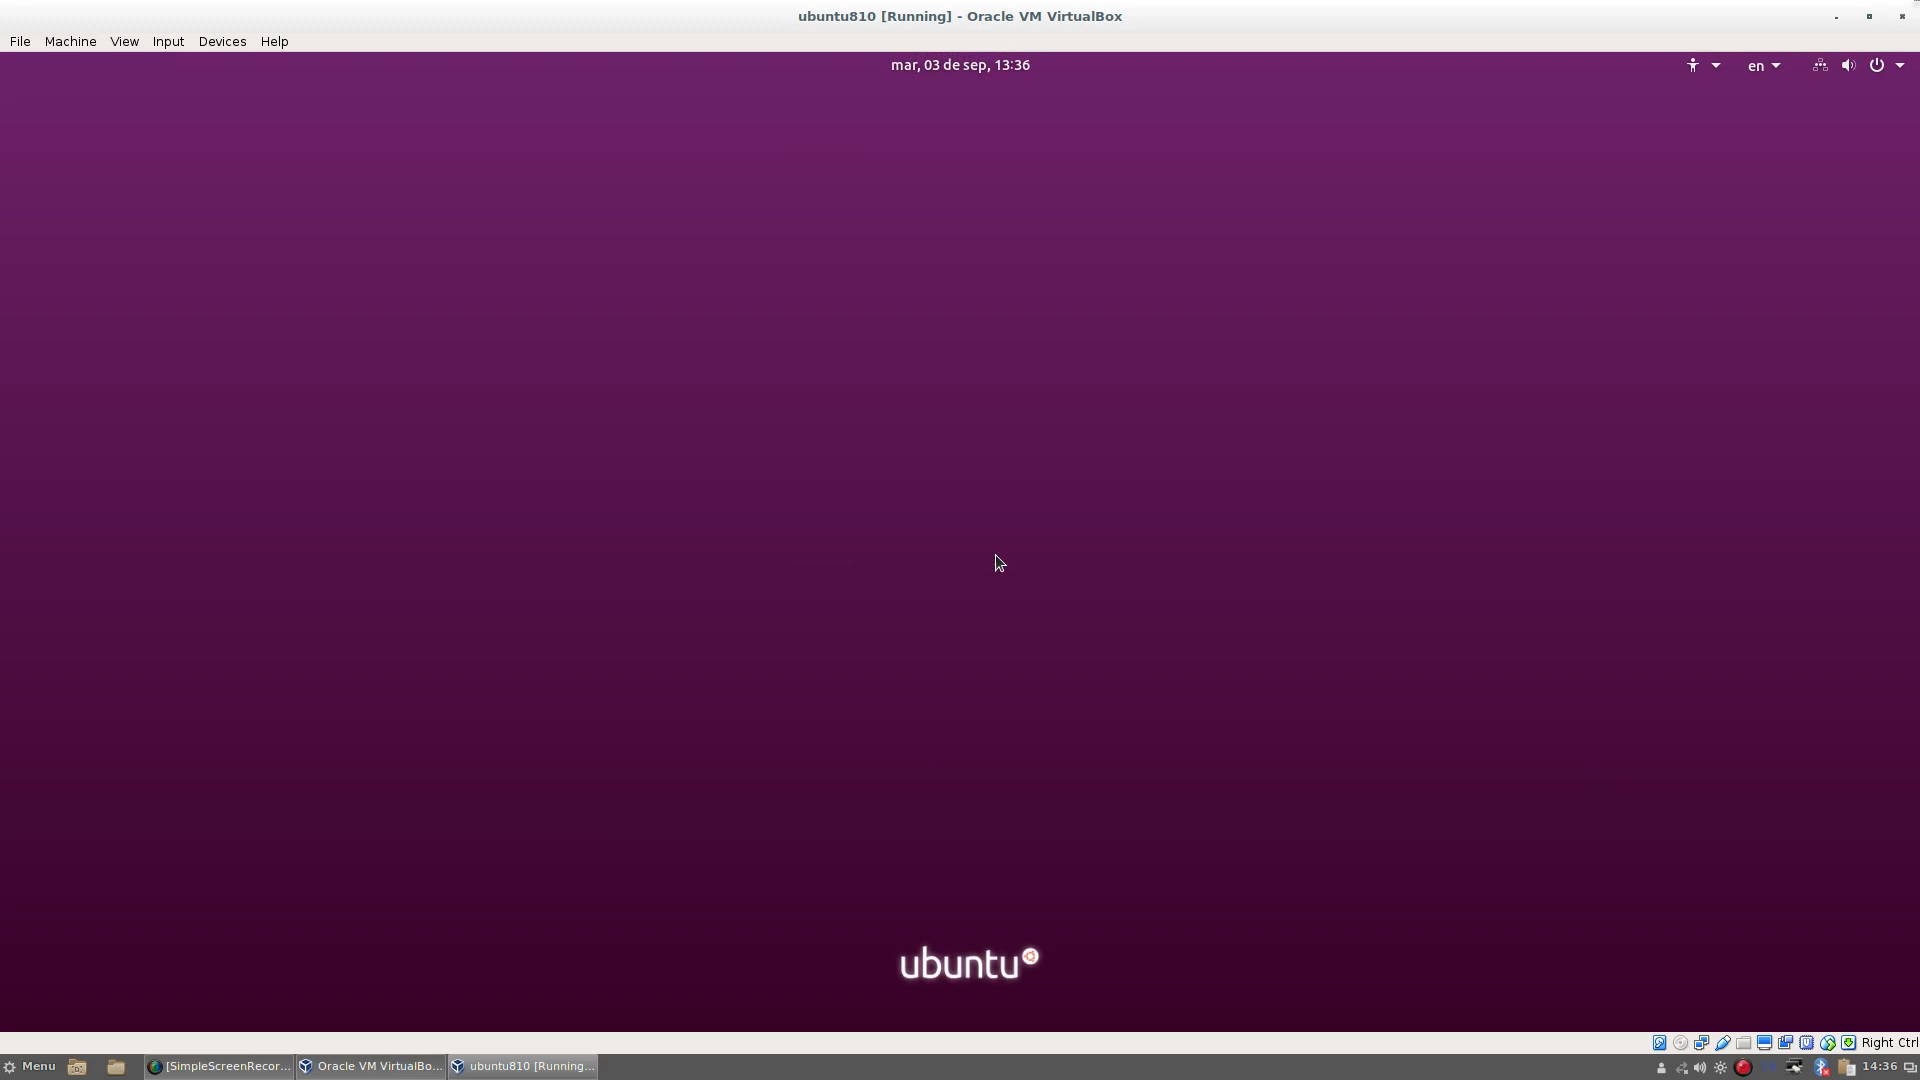 ubuntu810 [Running] - Oracle VM VirtualBox
File Machine View Input Devices Help
mar, 03 de sep, 13:36
en
ubuntu
Right Ctrl
Menu [SimpleScreenRecor... Oracle VM VirtualBo... ubuntu810 [Running... 14:36